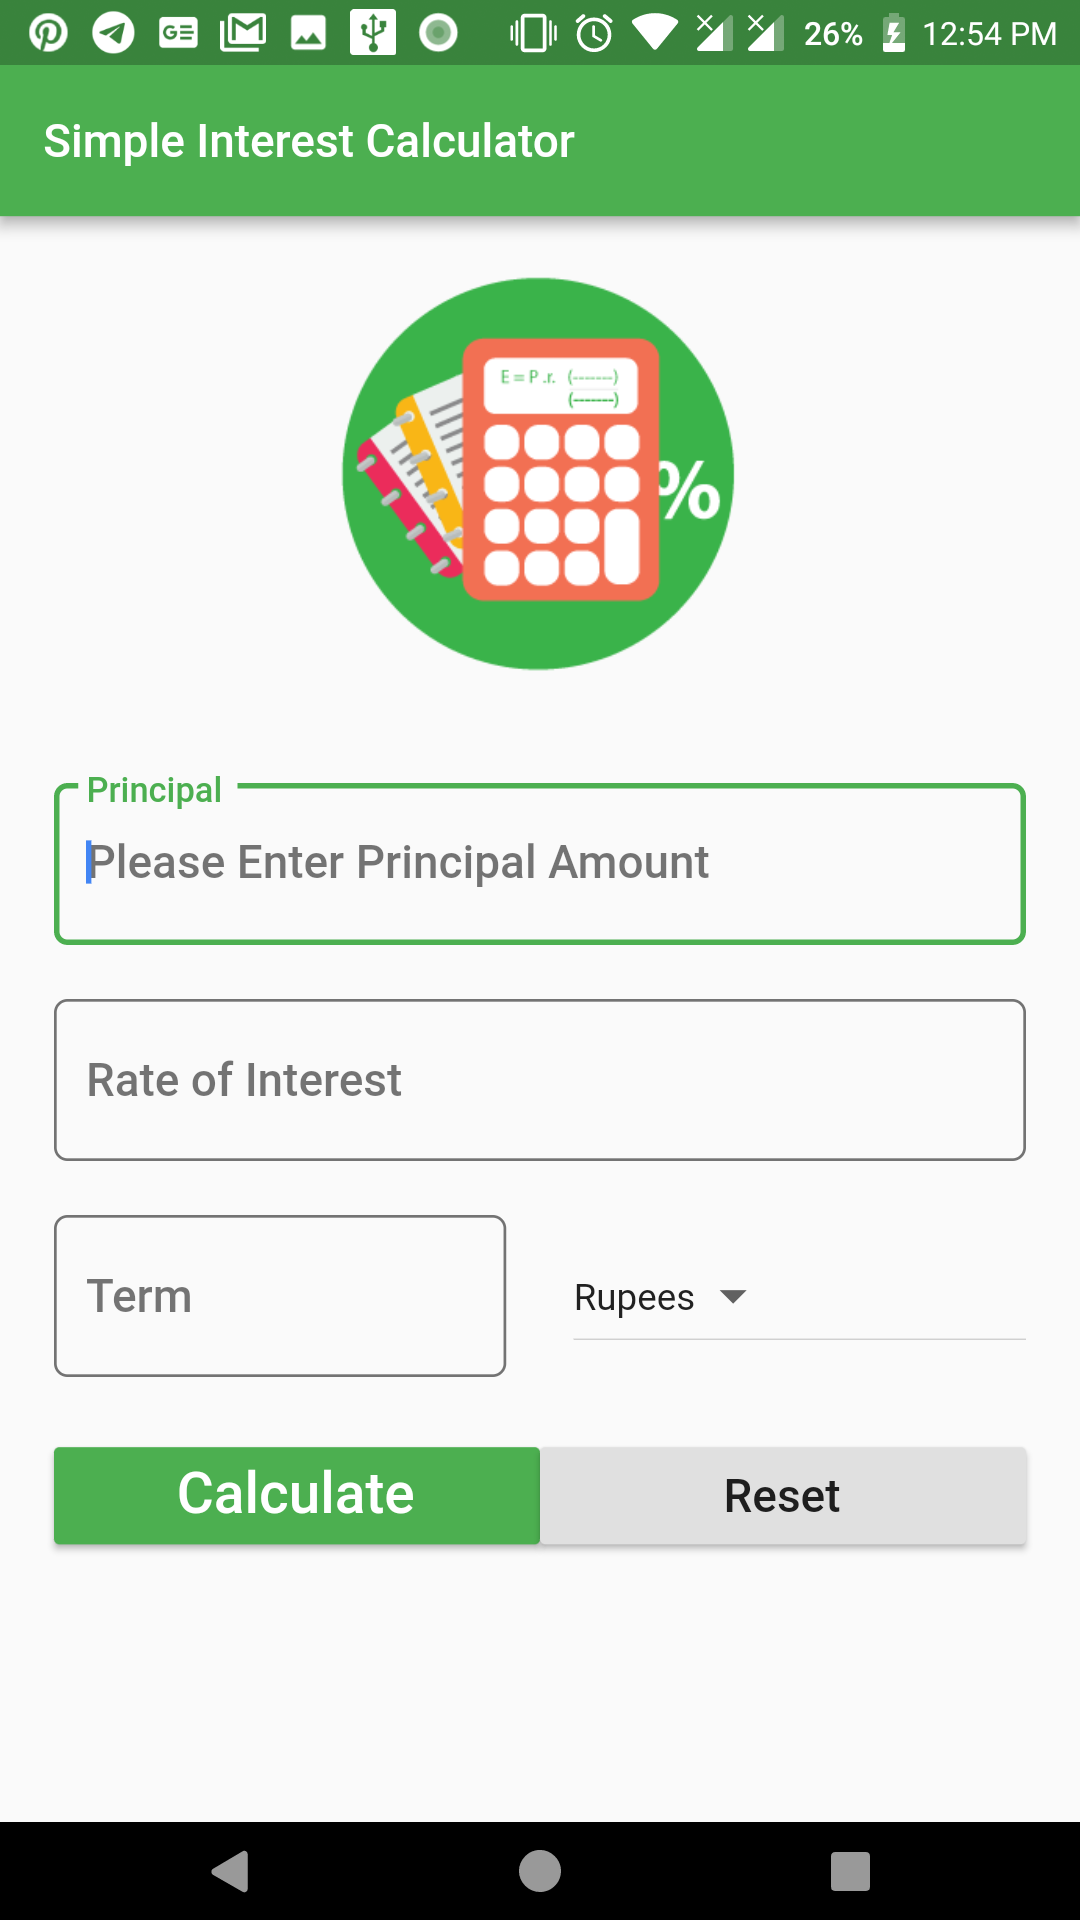 GE 26% 12:54 PM
Simple Interest Calculator
E = P .r. (-------)
(-------)
%
Principal
Please Enter Principal Amount
Rate of Interest
Term
Rupees
Calculate
Reset